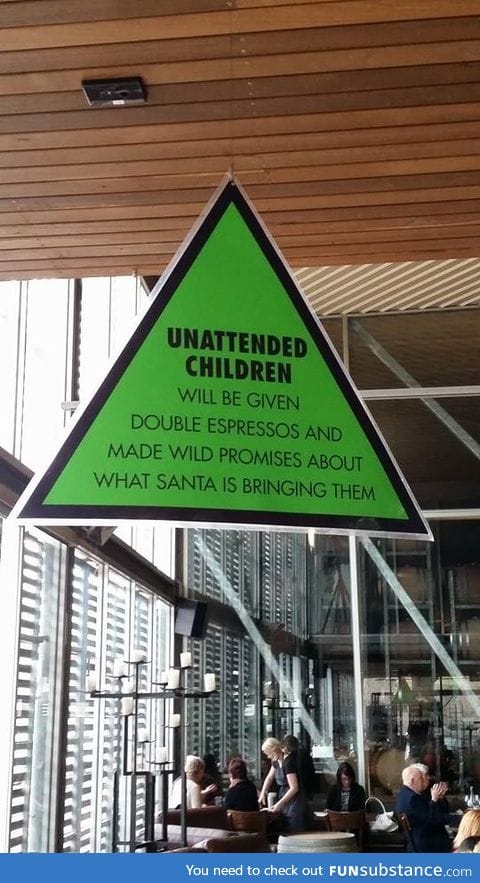 UNATTENDED
CHILDREN
WILL BE GIVEN
DOUBLE ESPRESSOS AND
MADE WILD PROMISES ABOUT
WHAT SANTA IS BRINGING THEM
You need to check out FUNsubstance.com